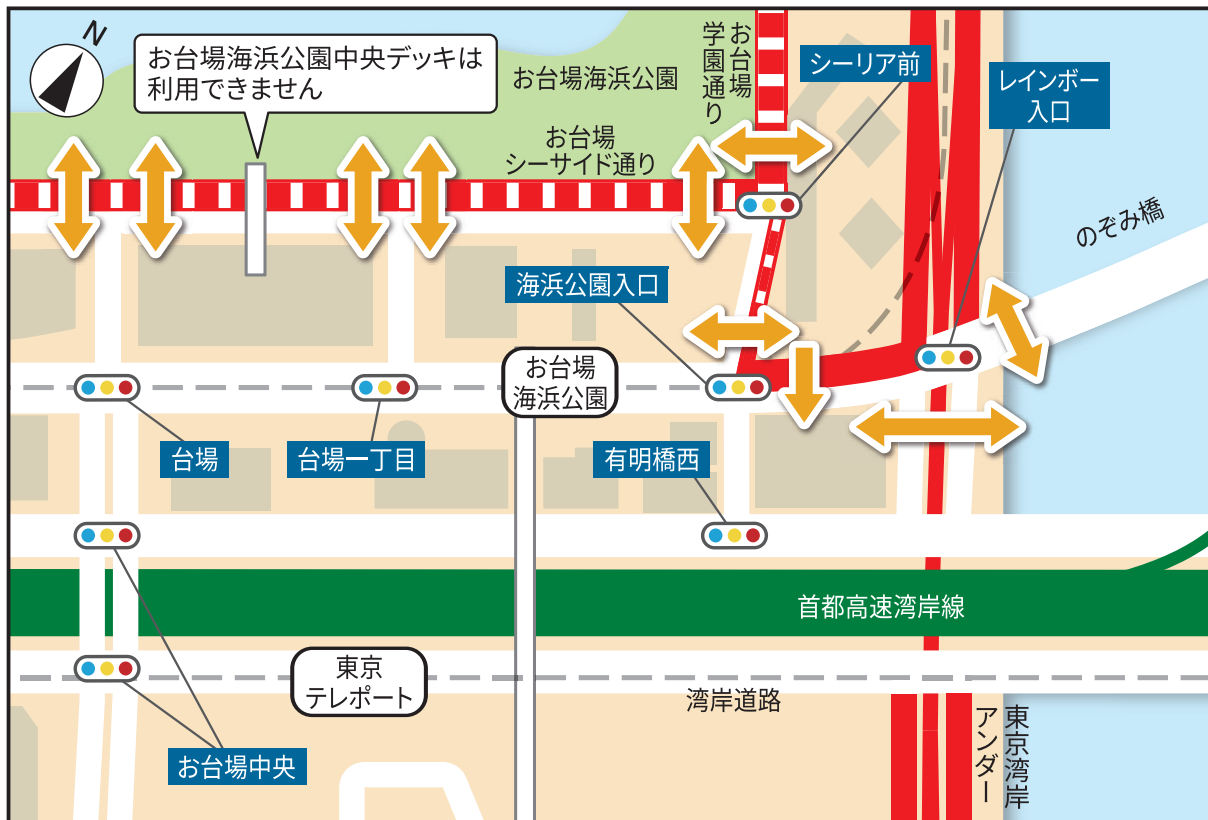 N
お台場海浜公園中央デッキは
利用できません
お台場海浜公園
お台場
学園通り
シーリア前
レインボー
入口
お台場
シーサイド通り
のぞみ橋
海浜公園入口
お台場
海浜公園
台場
台場一丁目
有明橋西
首都高速湾岸線
東京
テレポート
湾岸道路
東京湾岸
アンダー
お台場中央